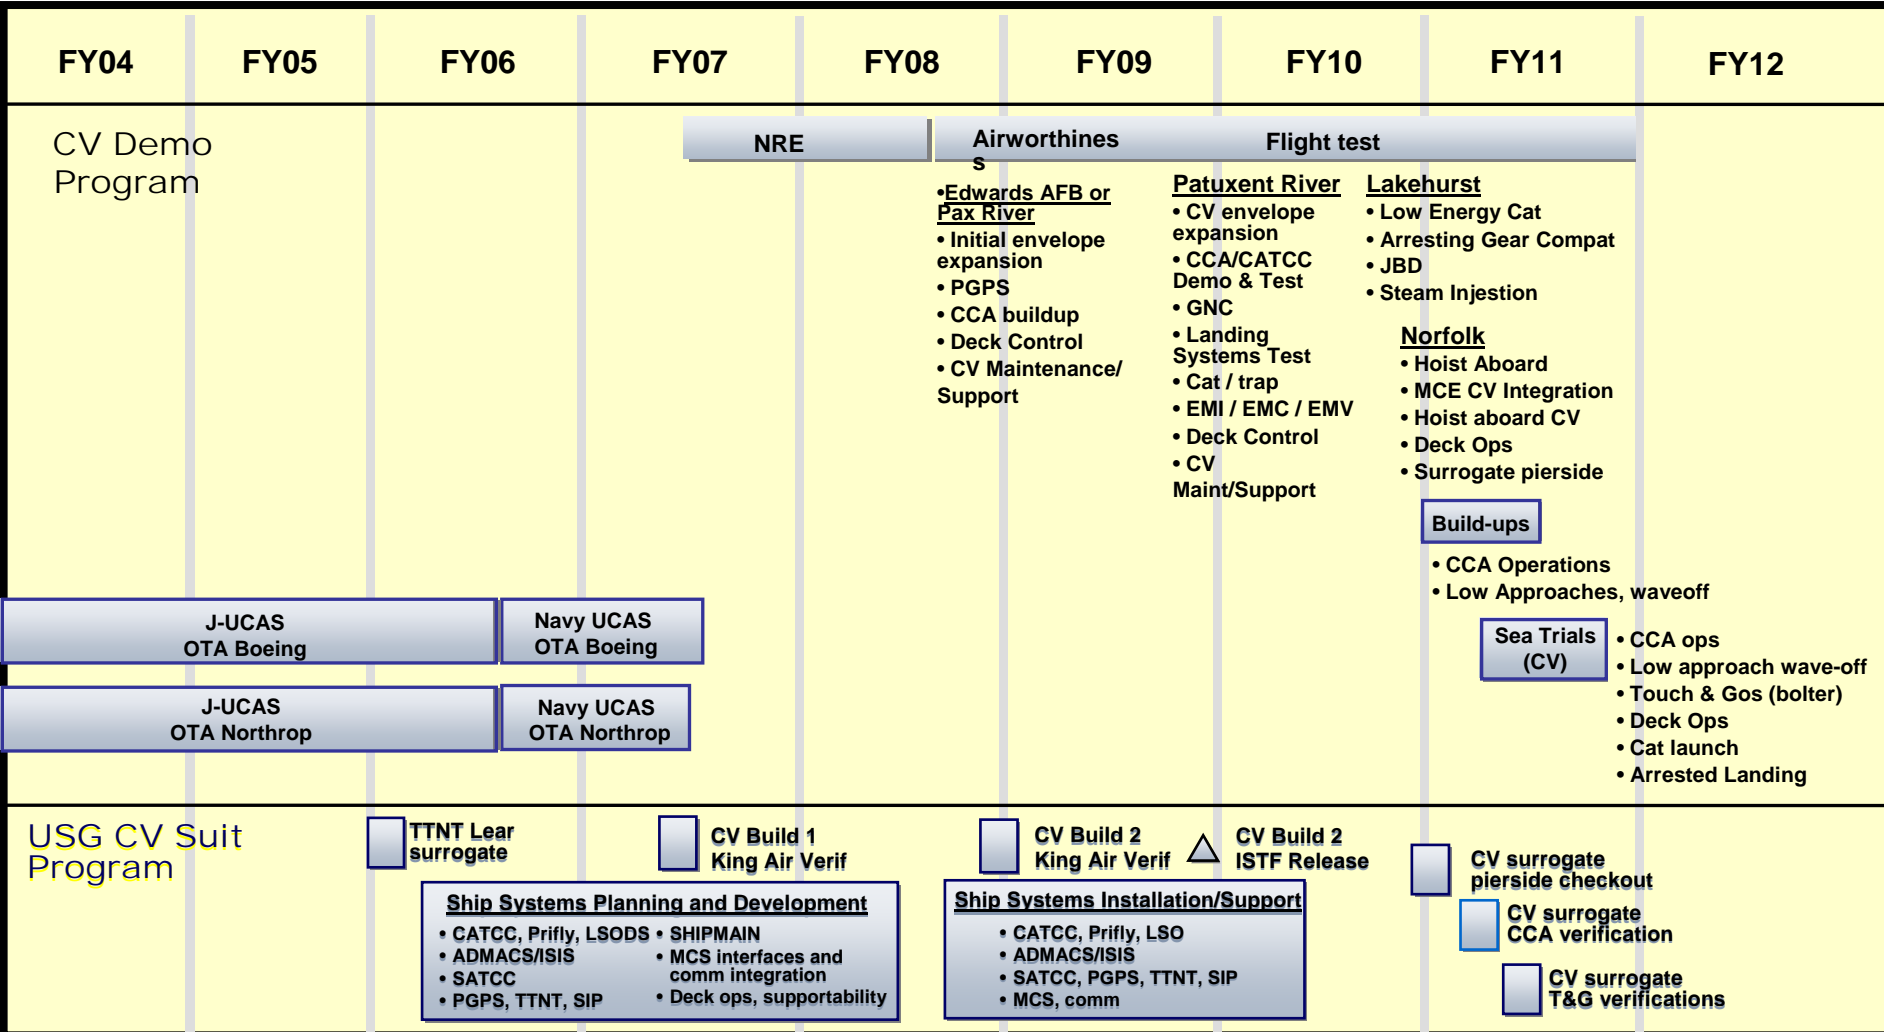 FY04 FY05 FY06 FY07 FY08 FY09 FY10 FY11 FY12
CV Demo
Program
NRE
Airworthines
s
Flight test
•Edwards AFB or
Pax River
• Initial envelope
expansion
• PGPS
• CCA buildup
• Deck Control
• CV Maintenance/
Support
Patuxent River
• CV envelope
expansion
• CCA/CATCC
Demo & Test
• GNC
• Landing
Systems Test
• Cat / trap
• EMI / EMC / EMV
• Deck Control
• CV
Maint/Support
Lakehurst
• Low Energy Cat
• Arresting Gear Compat
• JBD
• Steam Injestion
Norfolk
• Hoist Aboard
• MCE CV Integration
• Hoist aboard CV
• Deck Ops
• Surrogate pierside
Build-ups
• CCA Operations
• Low Approaches, waveoff
J-UCAS
OTA Boeing
Navy UCAS
OTA Boeing
Sea Trials
(CV)
• CCA ops
• Low approach wave-off
• Touch & Gos (bolter)
• Deck Ops
• Cat launch
• Arrested Landing
J-UCAS
OTA Northrop
Navy UCAS
OTA Northrop
USG CV Suit
Program
TTNT Lear
surrogate
CV Build 1
King Air Verif
CV Build 2
King Air Verif
CV Build 2
ISTF Release
CV surrogate
pierside checkout
CV surrogate
CCA verification
CV surrogate
T&G verifications
Ship Systems Planning and Development
• CATCC, Prifly, LSODS
• ADMACS/ISIS
• SATCC
• PGPS, TTNT, SIP
• SHIPMAIN
• MCS interfaces and
comm integration
• Deck ops, supportability
Ship Systems Installation/Support
• CATCC, Prifly, LSO
• ADMACS/ISIS
• SATCC, PGPS, TTNT, SIP
• MCS, comm